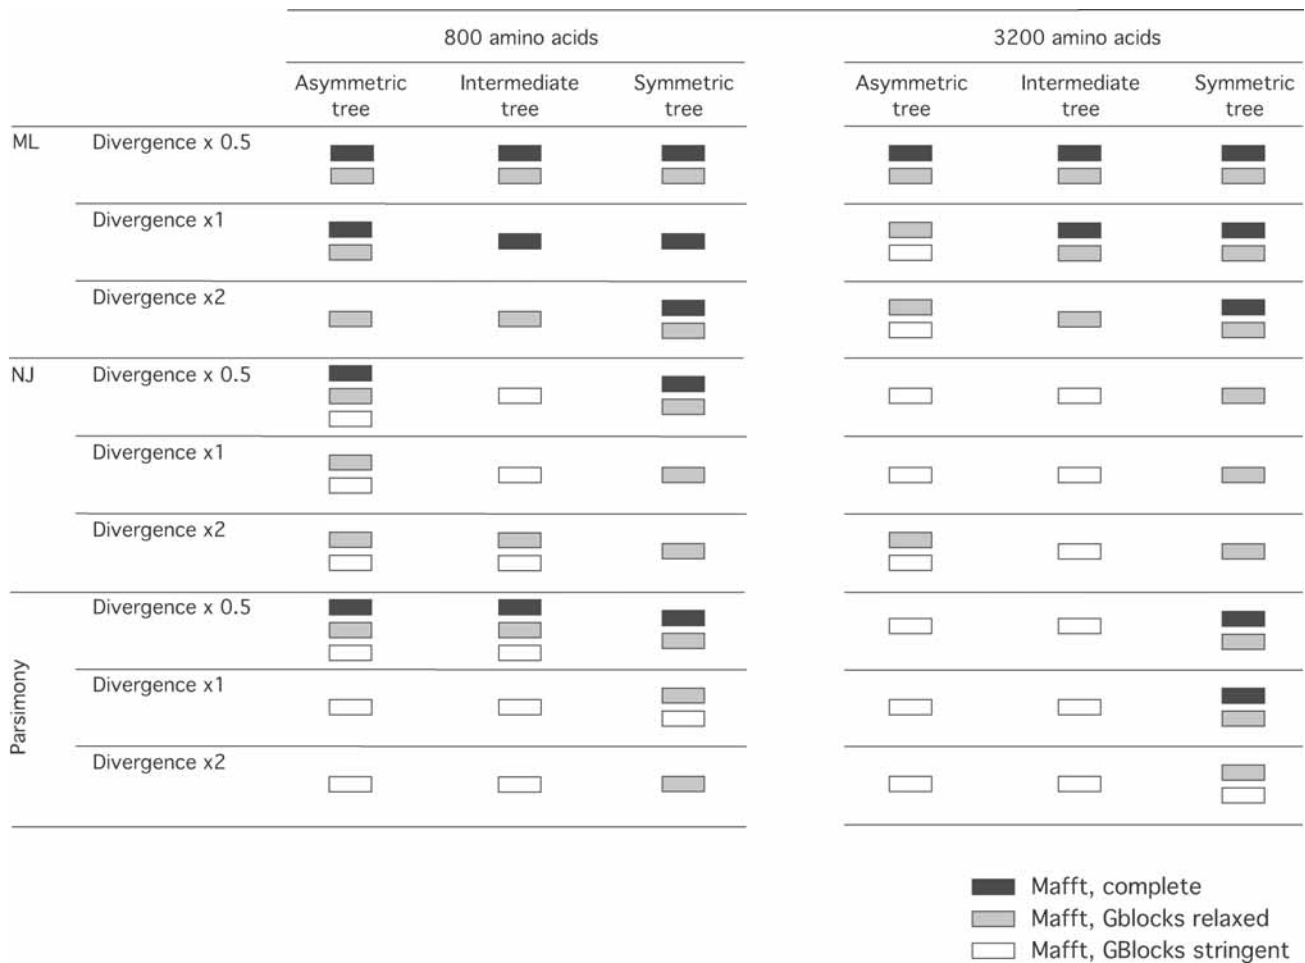 800 amino acids 3200 amino acids
Asymmetric tree Intermediate tree Symmetric tree Asymmetric tree Intermediate tree Symmetric tree
ML Divergence x 0.5
Divergence x1
Divergence x2
NJ Divergence x 0.5
Divergence x1
Divergence x2
Parsimony Divergence x 0.5
Divergence x1
Divergence x2
Mafft, complete
Mafft, Gblocks relaxed
Mafft, GBlocks stringent